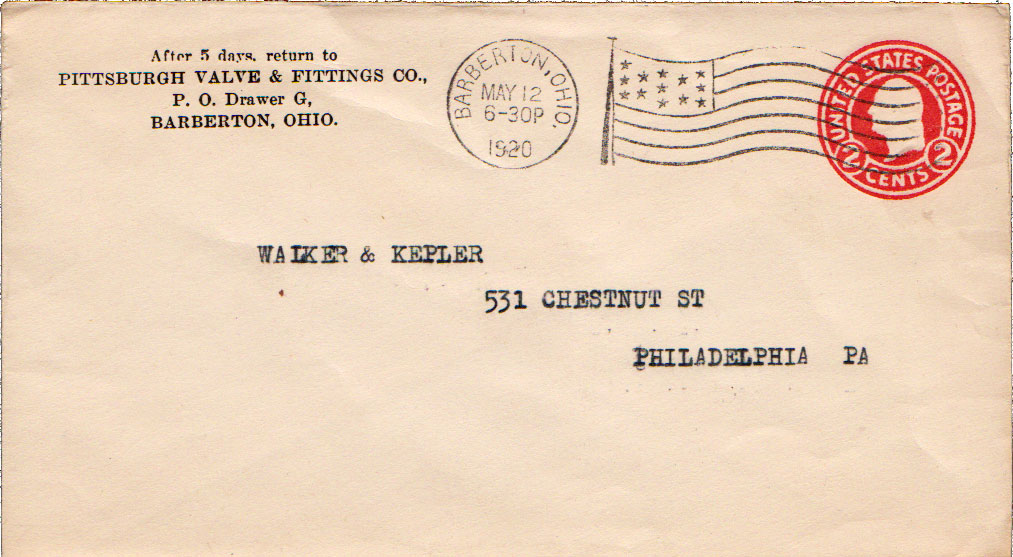 After 5 days, return to
PITTSBURGH VALVE & FITTINGS CO.,
P. O. Drawer G,
BARBERTON, OHIO.
BARBERTON, OHIO.
MAY 12
6-30P
1920
UNITED STATES POSTAGE
2 CENTS 2
WALKER & KEPLER
531 CHESTNUT ST
PHILADELPHIA PA